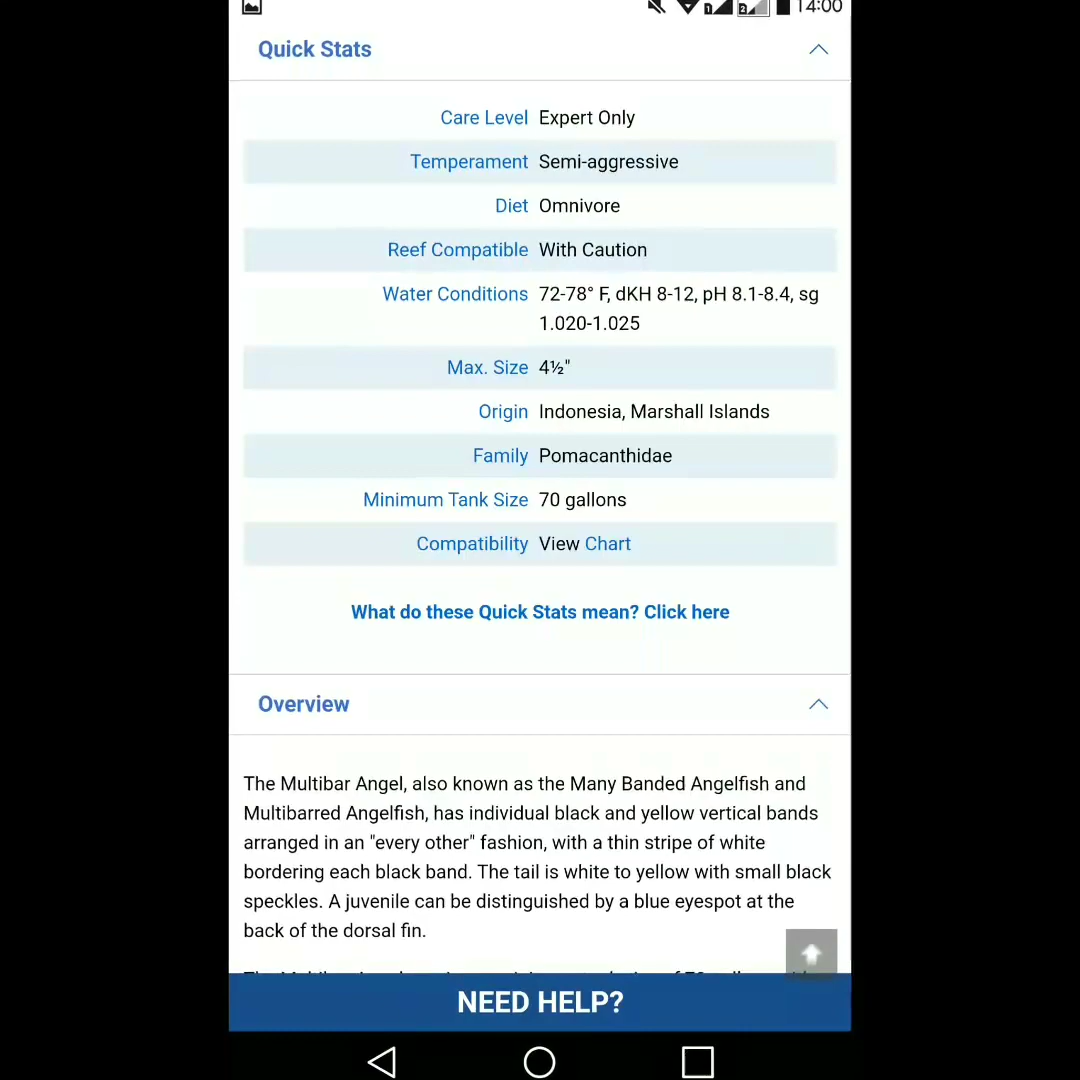 14:00
Quick Stats
Care Level Expert Only
Temperament Semi-aggressive
Diet Omnivore
Reef Compatible With Caution
Water Conditions 72-78° F, dKH 8-12, pH 8.1-8.4, sg
1.020-1.025
Max. Size 4½"
Origin Indonesia, Marshall Islands
Family Pomacanthidae
Minimum Tank Size 70 gallons
Compatibility View Chart
What do these Quick Stats mean? Click here
Overview
The Multibar Angel, also known as the Many Banded Angelfish and
Multibarred Angelfish, has individual black and yellow vertical bands
arranged in an "every other" fashion, with a thin stripe of white
bordering each black band. The tail is white to yellow with small black
speckles. A juvenile can be distinguished by a blue eyespot at the
back of the dorsal fin.
NEED HELP?